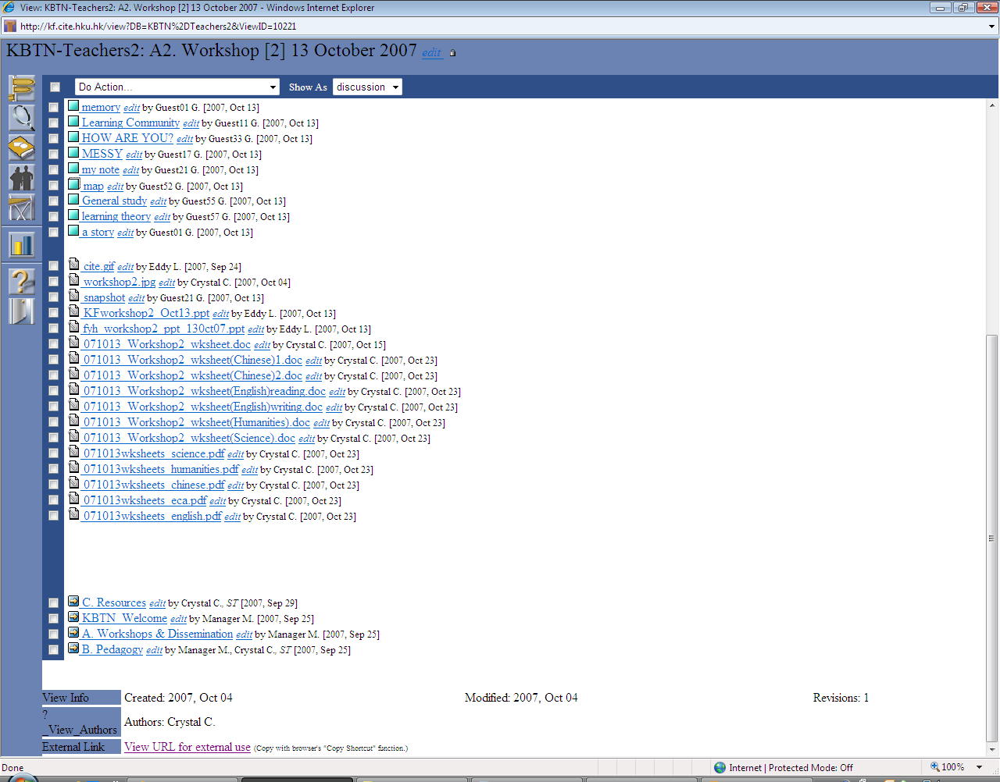 View: KBTN-Teachers2: A2. Workshop [2] 13 October 2007 - Windows Internet Explorer
http://kf.cite.hku.hk/view?DB=KBTN%2DTeachers2&ViewID=10221
KBTN-Teachers2: A2. Workshop [2] 13 October 2007 edit
Do Action... Show As discussion
memory edit by Guest01 G. [2007, Oct 13]
Learning Community edit by Guest11 G. [2007, Oct 13]
HOW ARE YOU? edit by Guest33 G. [2007, Oct 13]
MESSY edit by Guest17 G. [2007, Oct 13]
my note edit by Guest21 G. [2007, Oct 13]
map edit by Guest52 G. [2007, Oct 13]
General study edit by Guest55 G. [2007, Oct 13]
learning theory edit by Guest57 G. [2007, Oct 13]
a story edit by Guest01 G. [2007, Oct 13]
cite.gif edit by Eddy L. [2007, Sep 24]
workshop2.jpg edit by Crystal C. [2007, Oct 04]
snapshot edit by Guest21 G. [2007, Oct 13]
KFworkshop2_Oct13.ppt edit by Eddy L. [2007, Oct 13]
fyh_workshop2_ppt_13Oct07.ppt edit by Eddy L. [2007, Oct 13]
071013_Workshop2_wksheet.doc edit by Crystal C. [2007, Oct 15]
071013_Workshop2_wksheet(Chinese)1.doc edit by Crystal C. [2007, Oct 23]
071013_Workshop2_wksheet(Chinese)2.doc edit by Crystal C. [2007, Oct 23]
071013_Workshop2_wksheet(English)reading.doc edit by Crystal C. [2007, Oct 23]
071013_Workshop2_wksheet(English)writing.doc edit by Crystal C. [2007, Oct 23]
071013_Workshop2_wksheet(Humanities).doc edit by Crystal C. [2007, Oct 23]
071013_Workshop2_wksheet(Science).doc edit by Crystal C. [2007, Oct 23]
071013wksheets_science.pdf edit by Crystal C. [2007, Oct 23]
071013wksheets_humanities.pdf edit by Crystal C. [2007, Oct 23]
071013wksheets_chinese.pdf edit by Crystal C. [2007, Oct 23]
071013wksheets_eca.pdf edit by Crystal C. [2007, Oct 23]
071013wksheets_english.pdf edit by Crystal C. [2007, Oct 23]
C. Resources edit by Crystal C., ST [2007, Sep 29]
KBTN_Welcome edit by Manager M. [2007, Sep 25]
A. Workshops & Dissemination edit by Manager M. [2007, Sep 25]
B. Pedagogy edit by Manager M., Crystal C., ST [2007, Sep 25]
View Info Created: 2007, Oct 04 Modified: 2007, Oct 04 Revisions: 1
?
_View_Authors Authors: Crystal C.
External Link View URL for external use (Copy with browser's "Copy Shortcut" function.)
Done Internet | Protected Mode: Off 100%